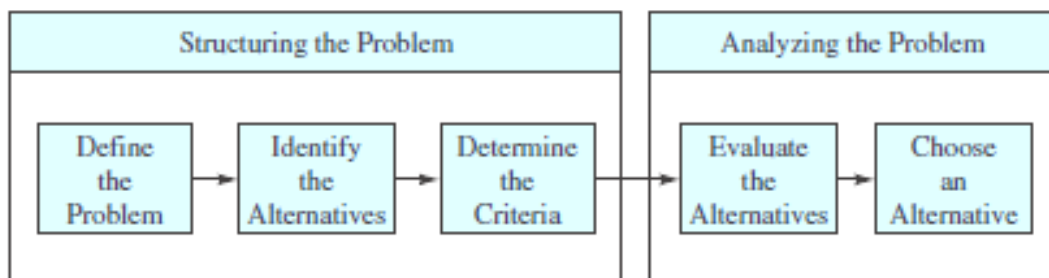 Structuring the Problem
Analyzing the Problem
Define
the
Problem
Identify
the
Alternatives
Determine
the
Criteria
Evaluate
the
Alternatives
Choose
an
Alternative